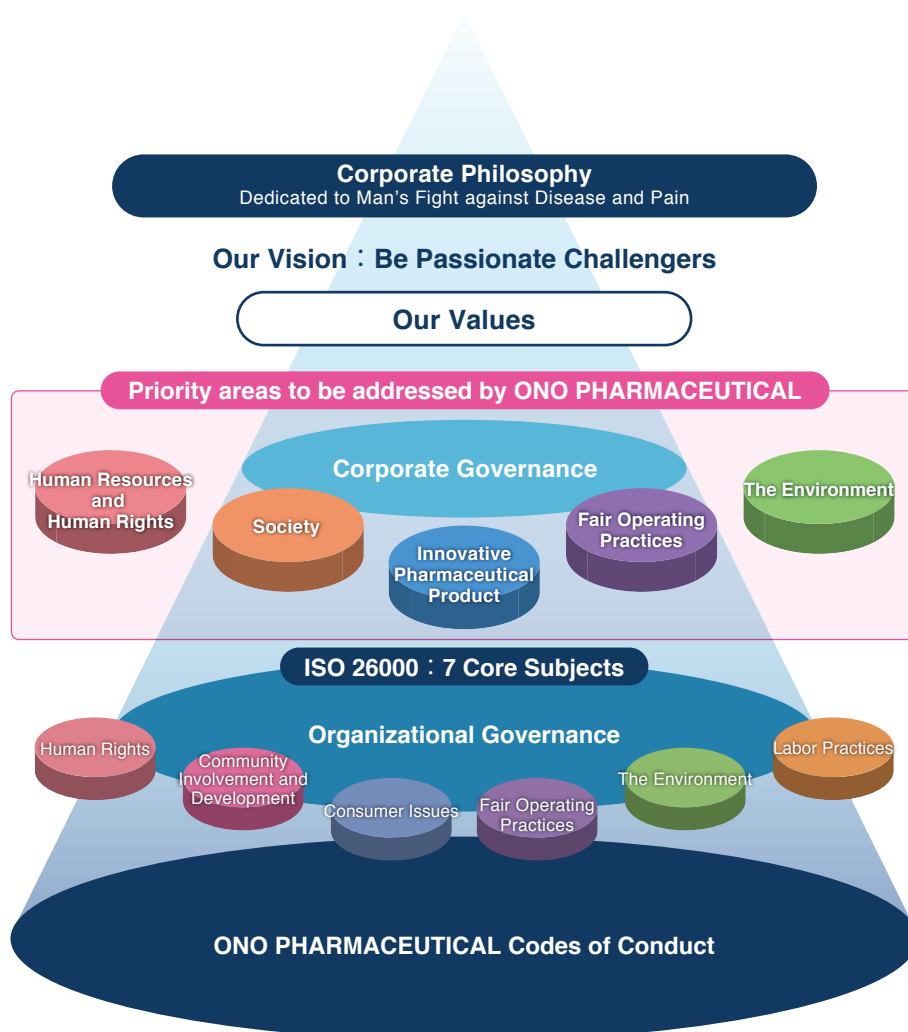 Corporate Philosophy
Dedicated to Man's Fight against Disease and Pain
Our Vision：Be Passionate Challengers
Our Values
Priority areas to be addressed by ONO PHARMACEUTICAL
Corporate Governance
Human Resources
and
Human Rights
Society
Innovative
Pharmaceutical
Product
Fair Operating
Practices
The Environment
ISO 26000：7 Core Subjects
Organizational Governance
Human Rights
Community
Involvement and
Development
Consumer Issues
Fair Operating
Practices
The Environment
Labor Practices
ONO PHARMACEUTICAL Codes of Conduct